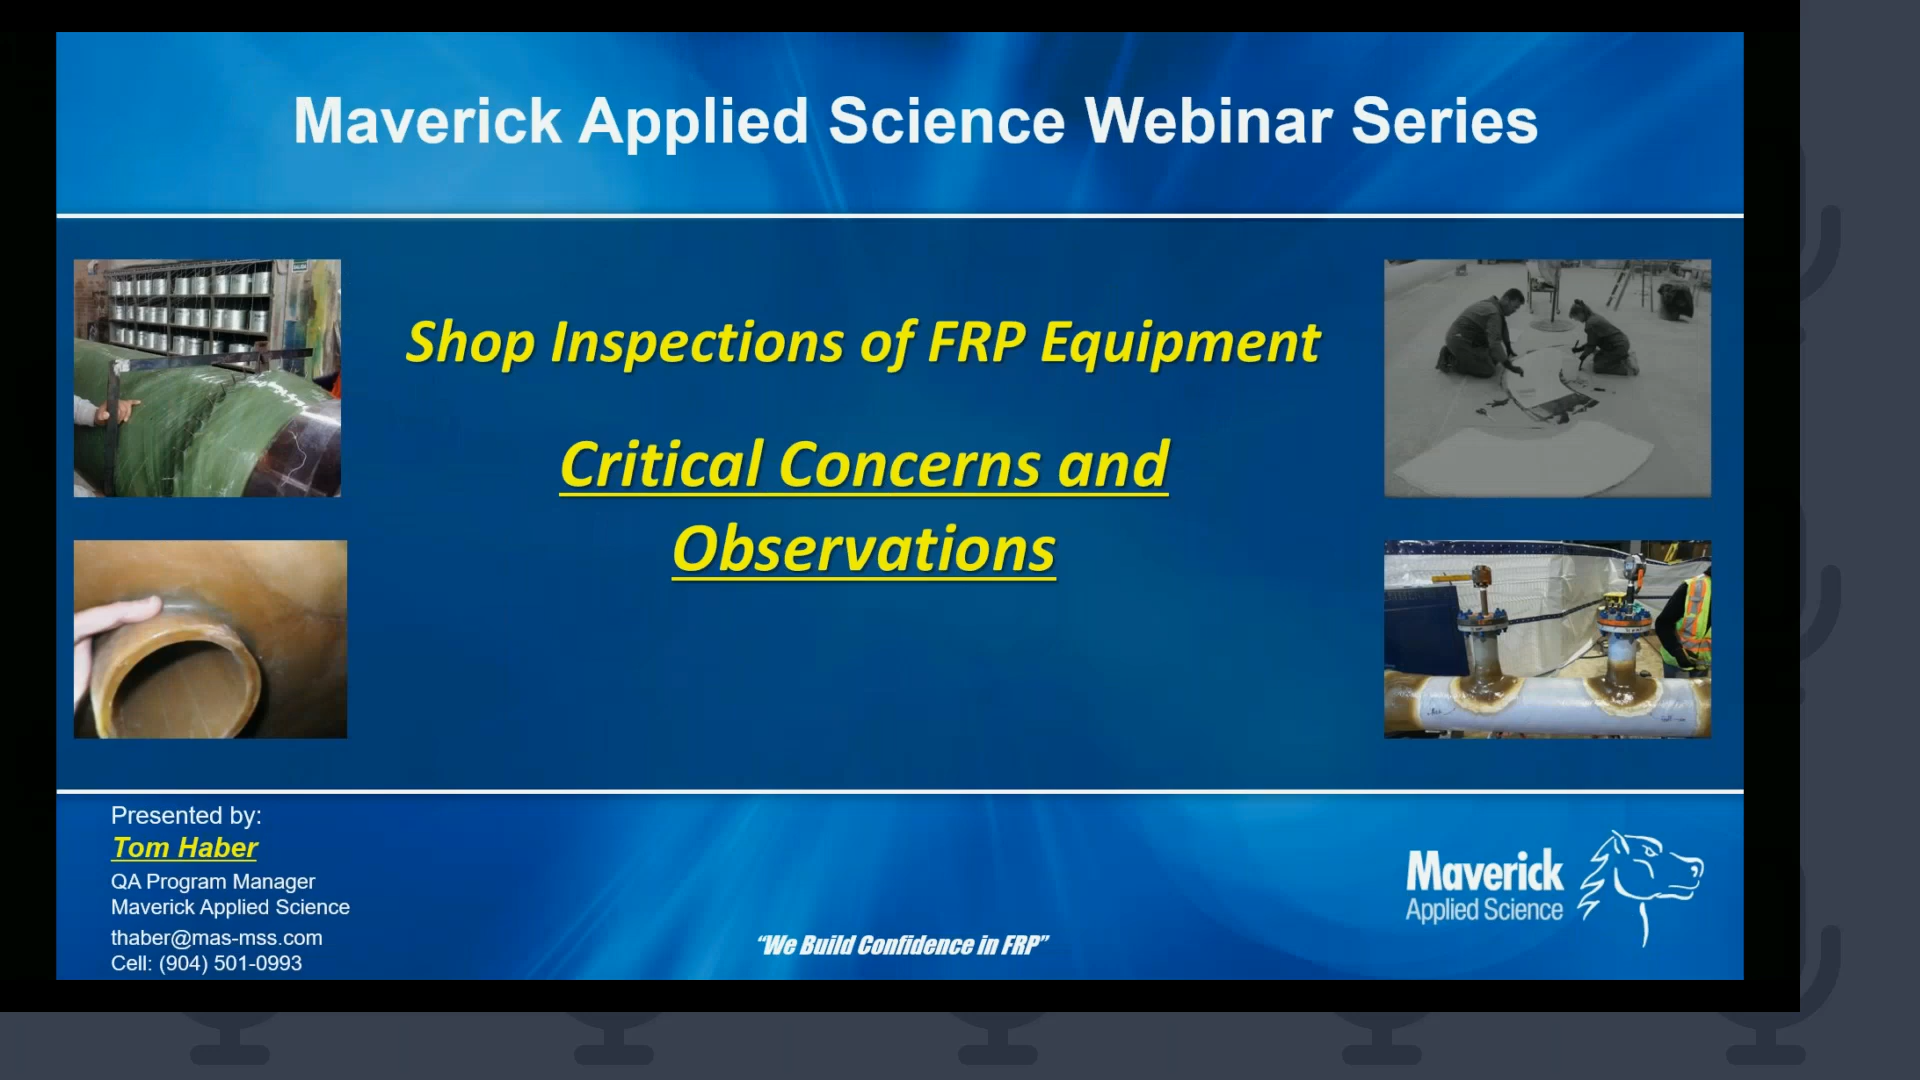 Maverick Applied Science Webinar Series
Shop Inspections of FRP Equipment
Critical Concerns and
Observations
Presented by:
Tom Haber
QA Program Manager
Maverick Applied Science
thaber@mas-mss.com
Cell: (904) 501-0993
“We Build Confidence in FRP”
Maverick
Applied Science